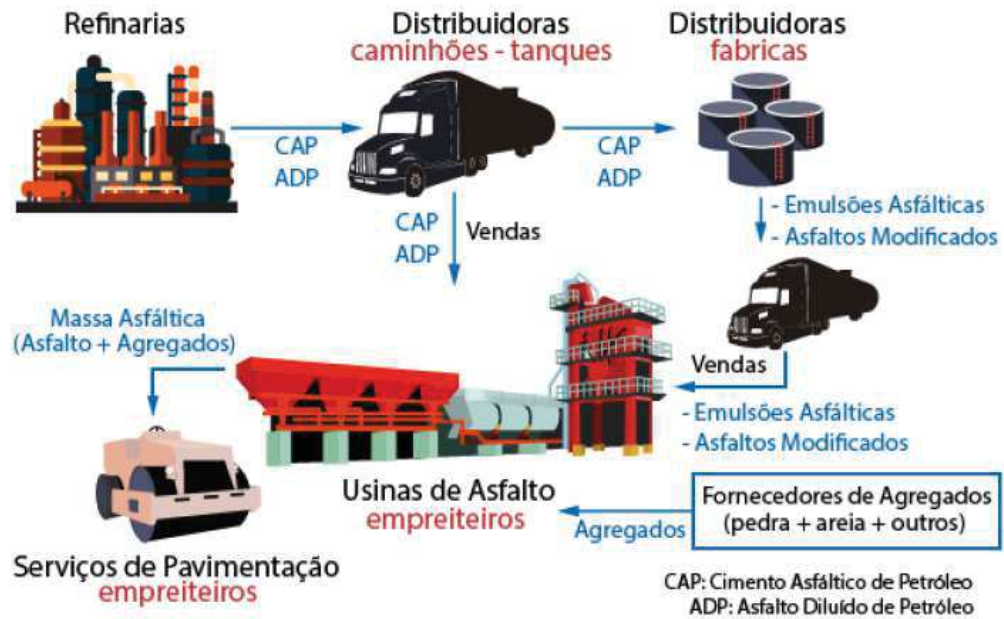 Refinarias
Distribuidoras
caminhões - tanques
Distribuidoras
fabricas
CAP
ADP
CAP
ADP
CAP
ADP
Vendas
- Emulsões Asfálticas
- Asfaltos Modificados
Massa Asfáltica
(Asfalto + Agregados)
Vendas
- Emulsões Asfálticas
- Asfaltos Modificados
Usinas de Asfalto
empreiteiros
Agregados
Fornecedores de Agregados
(pedra + areia + outros)
Serviços de Pavimentação
empreiteiros
CAP: Cimento Asfáltico de Petróleo
ADP: Asfalto Diluído de Petróleo